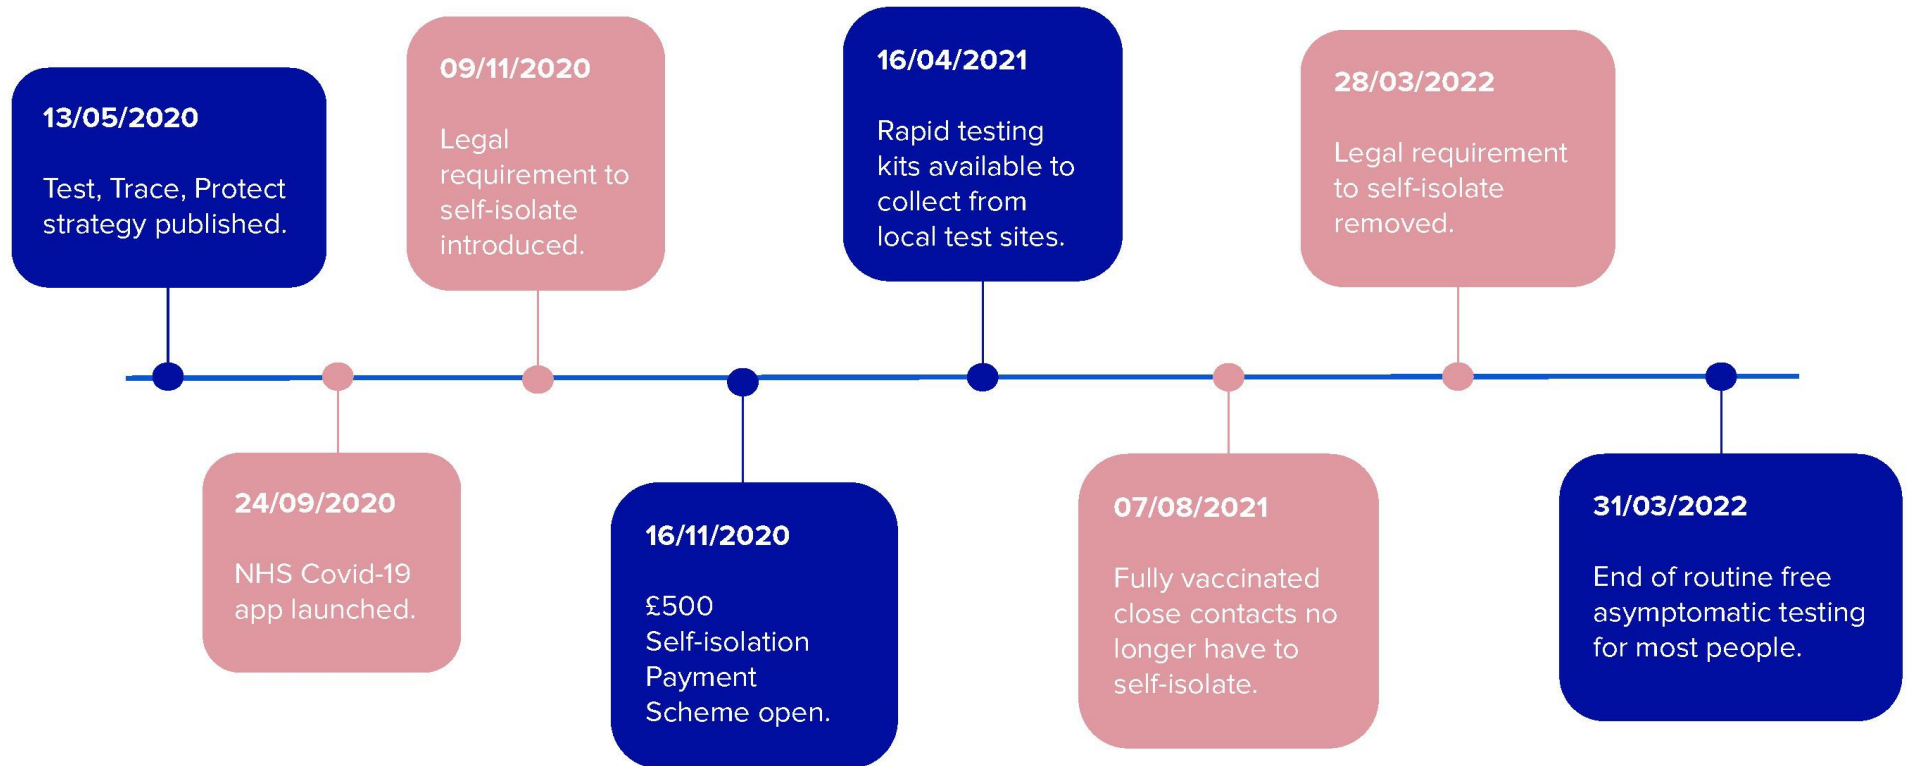 13/05/2020
Test, Trace, Protect
strategy published.
24/09/2020
NHS Covid-19
app launched.
09/11/2020
Legal
requirement to
self-isolate
introduced.
16/11/2020
£500
Self-isolation
Payment
Scheme open.
16/04/2021
Rapid testing
kits available to
collect from
local test sites.
07/08/2021
Fully vaccinated
close contacts no
longer have to
self-isolate.
28/03/2022
Legal requirement
to self-isolate
removed.
31/03/2022
End of routine free
asymptomatic testing
for most people.